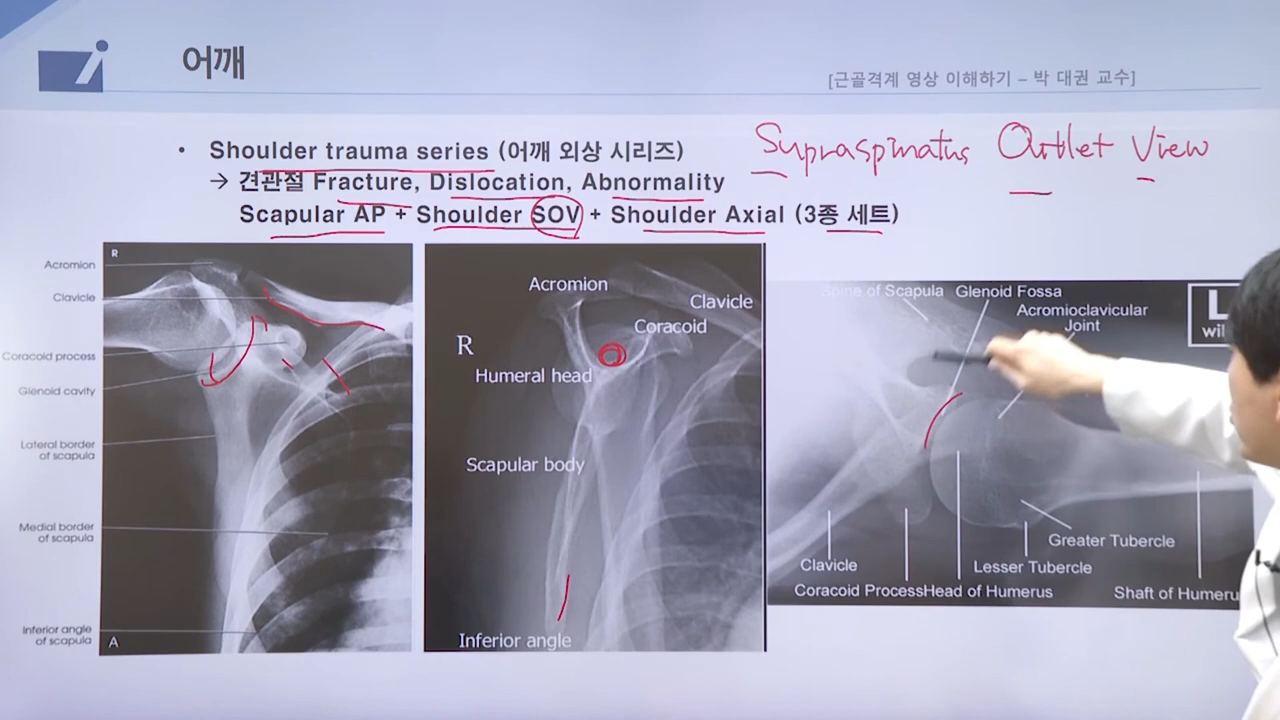 어깨
[근골격계 영상 이해하기 – 박 대권 교수]
• Shoulder trauma series (어깨 외상 시리즈)
Supraspinatus Outlet View
→ 견관절 Fracture, Dislocation, Abnormality
Scapular AP + Shoulder SOV + Shoulder Axial (3종 세트)
R
Acromion
Clavicle
Coracoid process
Glenoid cavity
Lateral border
of scapula
Medial border
of scapula
Inferior angle
of scapula
A
Acromion
Clavicle
Coracoid
R
Humeral head
Scapular body
Inferior angle
Spine of Scapula
Glenoid Fossa
Acromioclavicular
Joint
L
wil
Greater Tubercle
Clavicle
Lesser Tubercle
Coracoid Process
Head of Humerus
Shaft of Humeru